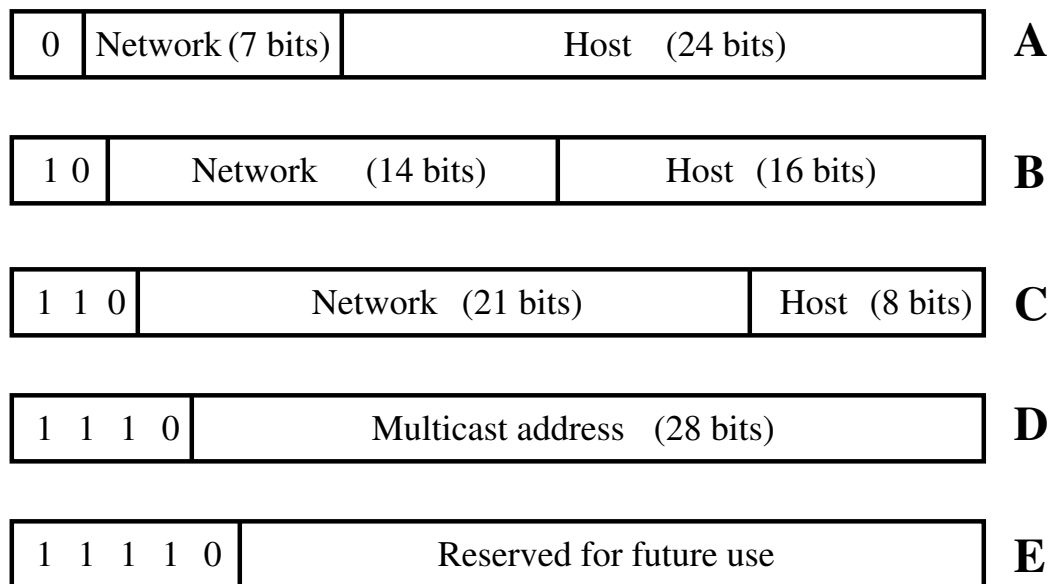 0 Network (7 bits) Host (24 bits) A
1 0 Network (14 bits) Host (16 bits) B
1 1 0 Network (21 bits) Host (8 bits) C
1 1 1 0 Multicast address (28 bits) D
1 1 1 1 0 Reserved for future use E